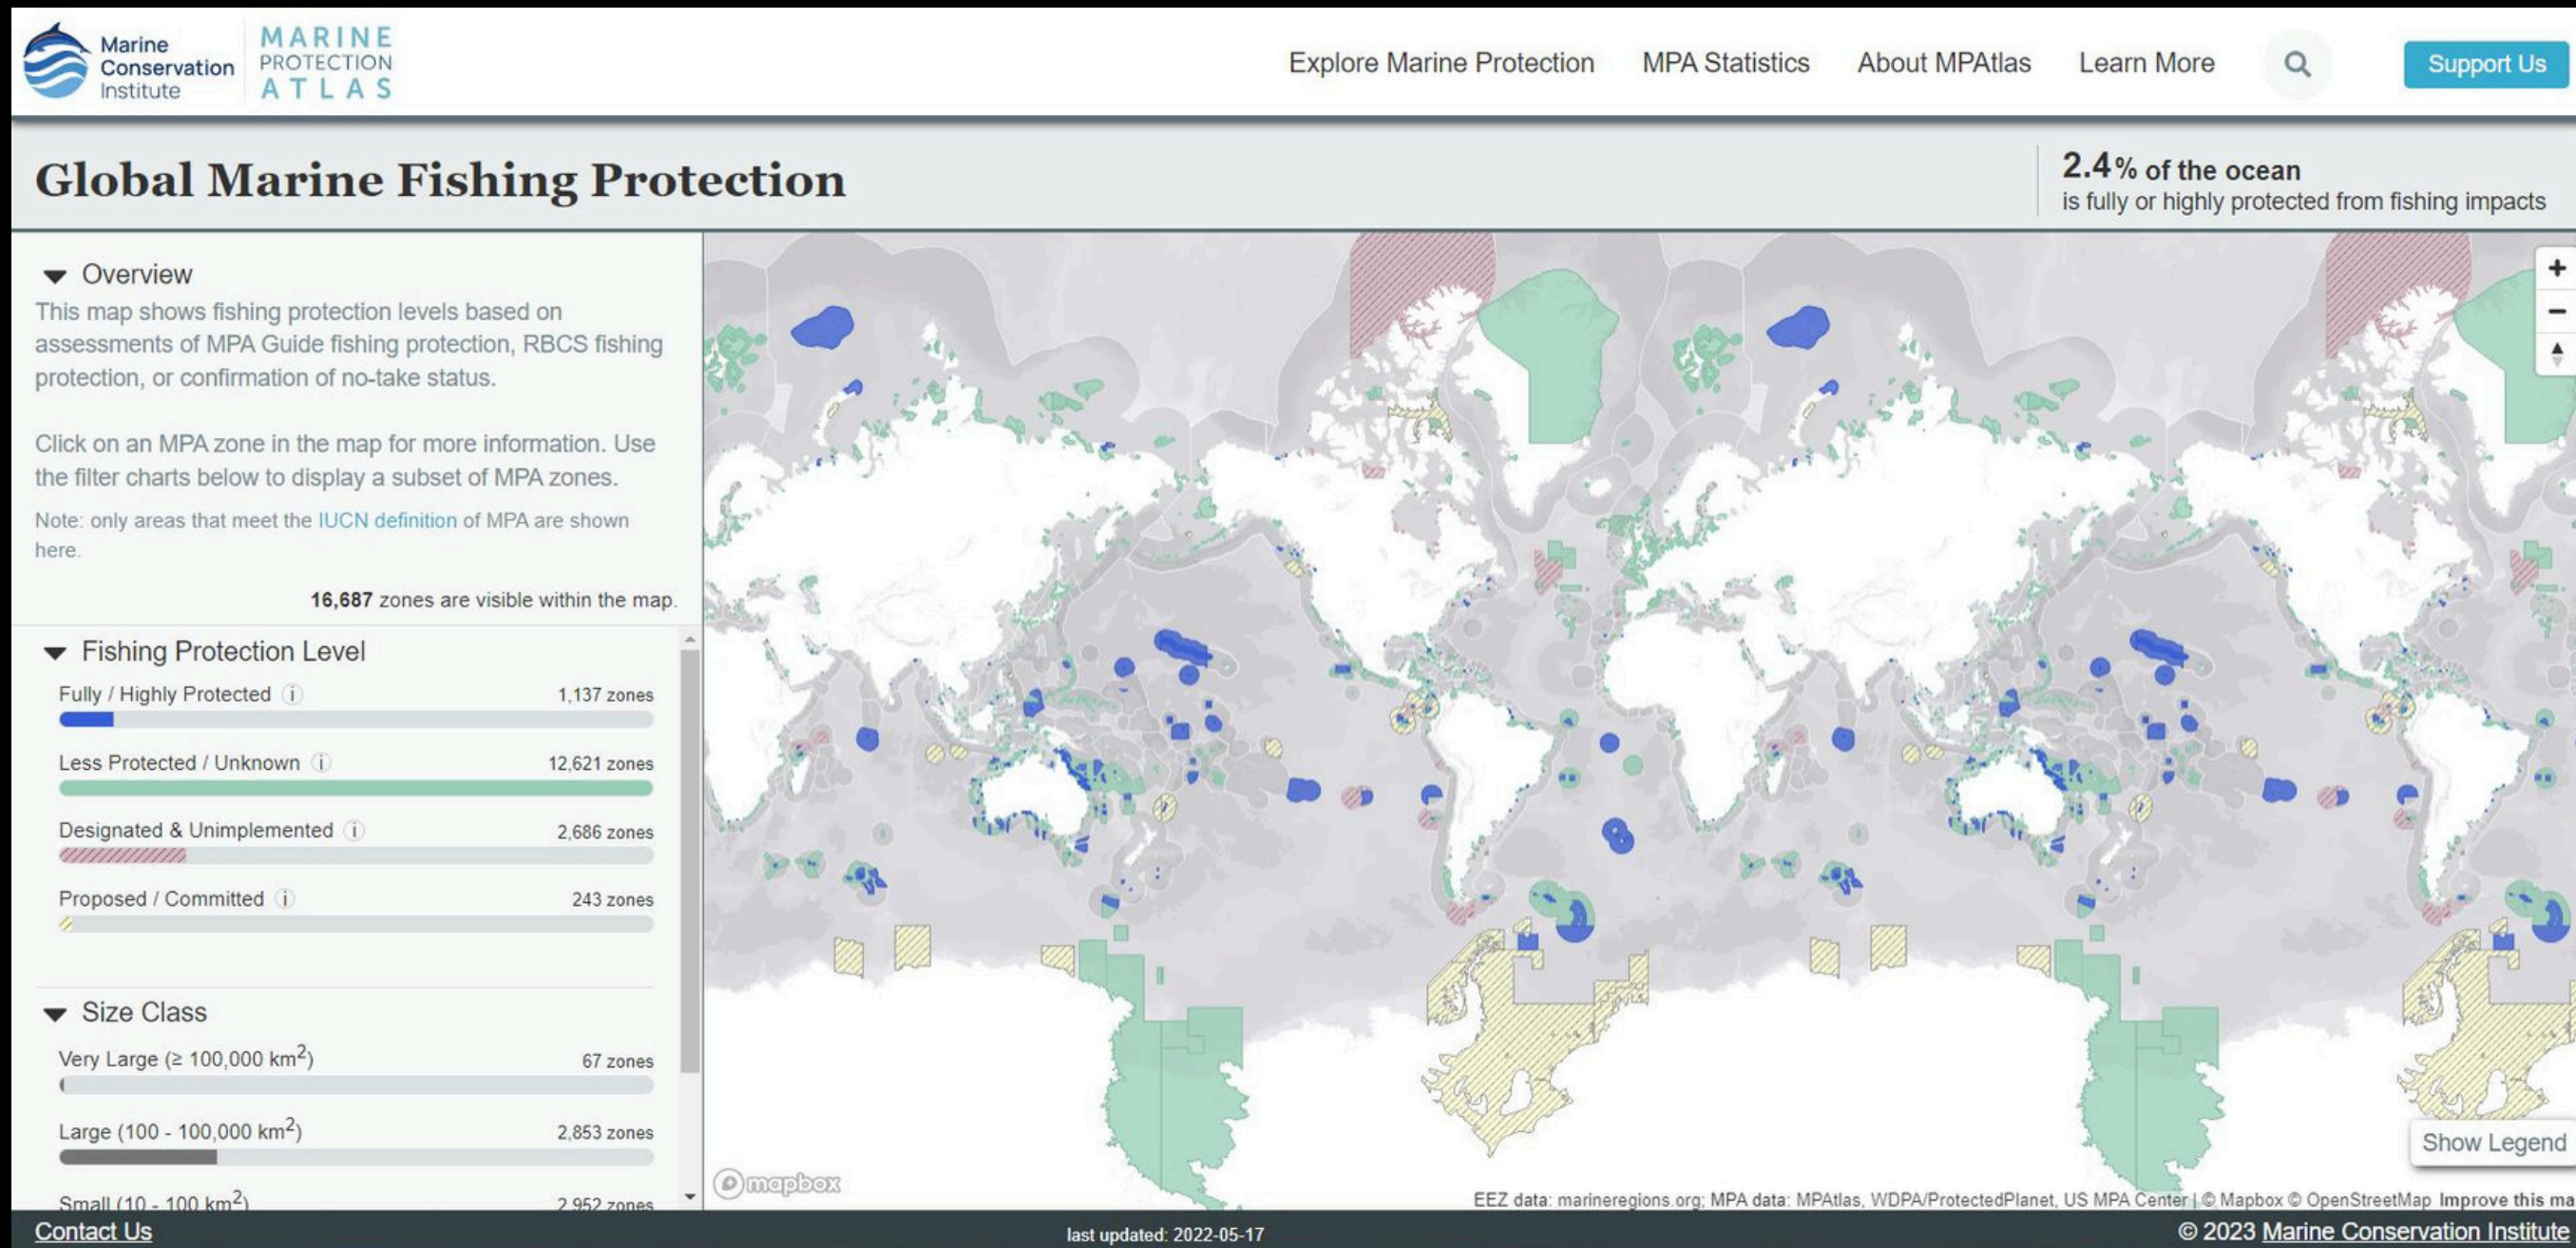 Marine
Conservation
Institute
MARINE
PROTECTION
ATLAS
Explore Marine Protection
MPA Statistics
About MPAtlas
Learn More
Support Us
Global Marine Fishing Protection
2.4% of the ocean
is fully or highly protected from fishing impacts
Overview
This map shows fishing protection levels based on
assessments of MPA Guide fishing protection, RBCS fishing
protection, or confirmation of no-take status.
Click on an MPA zone in the map for more information. Use
the filter charts below to display a subset of MPA zones.
Note: only areas that meet the IUCN definition of MPA are shown
here.
16,687 zones are visible within the map.
Fishing Protection Level
Fully / Highly Protected i 1,137 zones
Less Protected / Unknown i 12,621 zones
Designated & Unimplemented i 2,686 zones
Proposed / Committed i 243 zones
Size Class
Very Large (≥ 100,000 km²) 67 zones
Large (100 - 100,000 km²) 2,853 zones
Small (10 - 100 km²) 2,952 zones
mapbox
Show Legend
EEZ data: marineregions.org; MPA data: MPAtlas, WDPA/ProtectedPlanet, US MPA Center | © Mapbox © OpenStreetMap Improve this ma
Contact Us
last updated: 2022-05-17
© 2023 Marine Conservation Institute